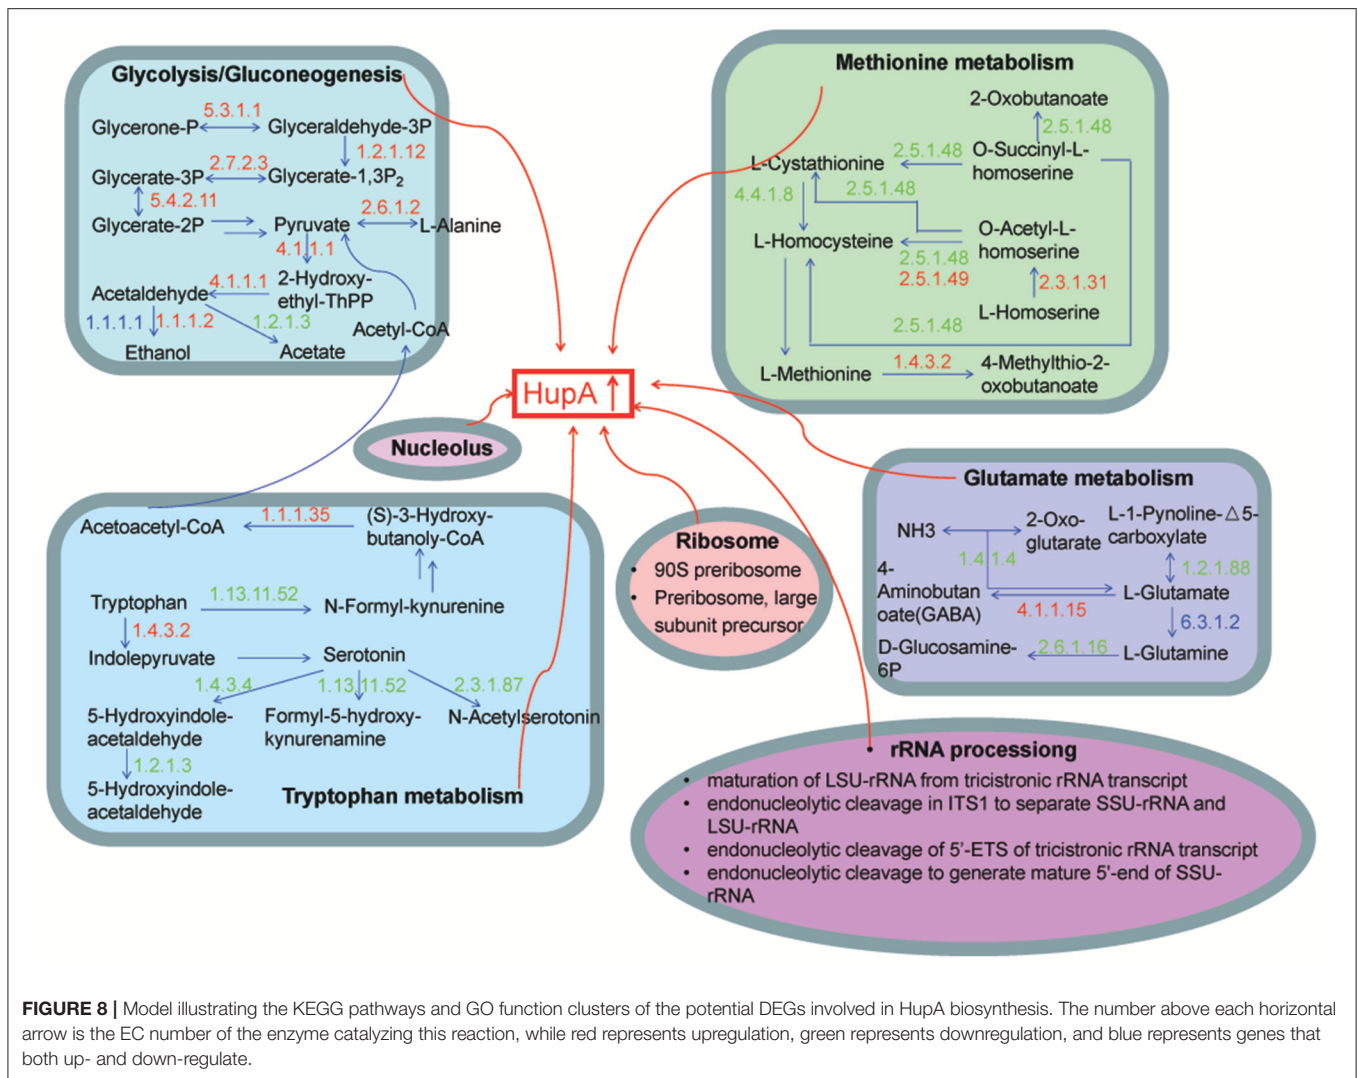 Glycolysis/Gluconeogenesis
5.3.1.1
Glycerone-P
Glyceraldehyde-3P
1.2.1.12
2.7.2.3
Glycerate-3P
Glycerate-1,3P2
5.4.2.11
2.6.1.2
Glycerate-2P
Pyruvate
L-Alanine
4.1.1.1
4.1.1.1
2-Hydroxy-
ethyl-ThPP
Acetaldehyde
1.1.1.1
1.1.1.2
1.2.1.3
Acetyl-CoA
Ethanol
Acetate
Methionine metabolism
2-Oxobutanoate
2.5.1.48
2.5.1.48
O-Succinyl-L-
homoserine
L-Cystathionine
4.4.1.8
2.5.1.48
O-Acetyl-L-
homoserine
L-Homocysteine
2.5.1.48
2.5.1.49
2.3.1.31
L-Homoserine
2.5.1.48
1.4.3.2
L-Methionine
4-Methylthio-2-
oxobutanoate
HupA ↑
Nucleolus
Acetoacetyl-CoA
1.1.1.35
(S)-3-Hydroxy-
butanoly-CoA
1.13.11.52
Tryptophan
N-Formyl-kynurenine
1.4.3.2
Indolepyruvate
Serotonin
1.4.3.4
1.13.11.52
2.3.1.87
5-Hydroxyindole-
acetaldehyde
Formyl-5-hydroxy-
kynurenamine
N-Acetylserotonin
1.2.1.3
5-Hydroxyindole-
acetaldehyde
Tryptophan metabolism
Ribosome
• 90S preribosome
• Preribosome, large
subunit precursor
Glutamate metabolism
NH3
2-Oxo-
glutarate
L-1-Pynoline-△5-
carboxylate
1.4.1.4
1.2.1.88
4-
Aminobutan
oate(GABA)
4.1.1.15
L-Glutamate
6.3.1.2
D-Glucosamine-
6P
2.6.1.16
L-Glutamine
• rRNA processiong
• maturation of LSU-rRNA from tricistronic rRNA transcript
• endonucleolytic cleavage in ITS1 to separate SSU-rRNA and
LSU-rRNA
• endonucleolytic cleavage of 5'-ETS of tricistronic rRNA transcript
• endonucleolytic cleavage to generate mature 5'-end of SSU-
rRNA
FIGURE 8 | Model illustrating the KEGG pathways and GO function clusters of the potential DEGs involved in HupA biosynthesis. The number above each horizontal
arrow is the EC number of the enzyme catalyzing this reaction, while red represents upregulation, green represents downregulation, and blue represents genes that
both up- and down-regulate.